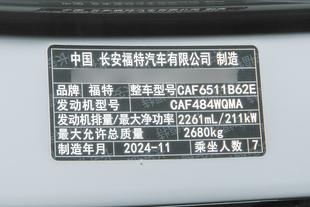 中国 长安福特汽车有限公司 制造
品牌 福特 整车型号 CAF6511B62E
发动机型号 CAF484WQMA
发动机排量/最大净功率 2261mL/211kW
最大允许总质量 2680kg
制造年月 2024-11 乘坐人数 7